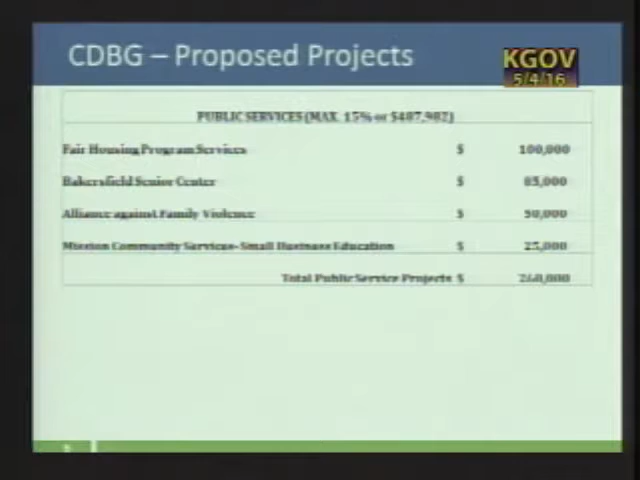 CDBG – Proposed Projects
KGOV
5/4/16
PUBLIC SERVICES (MAX. 15% or $487,902)
Fair Housing Program Services $ 100,000
Bakersfield Senior Center $ 85,000
Alliance against Family Violence $ 50,000
Mission Community Services- Small Business Education $ 25,000
Total Public Service Projects $ 260,000